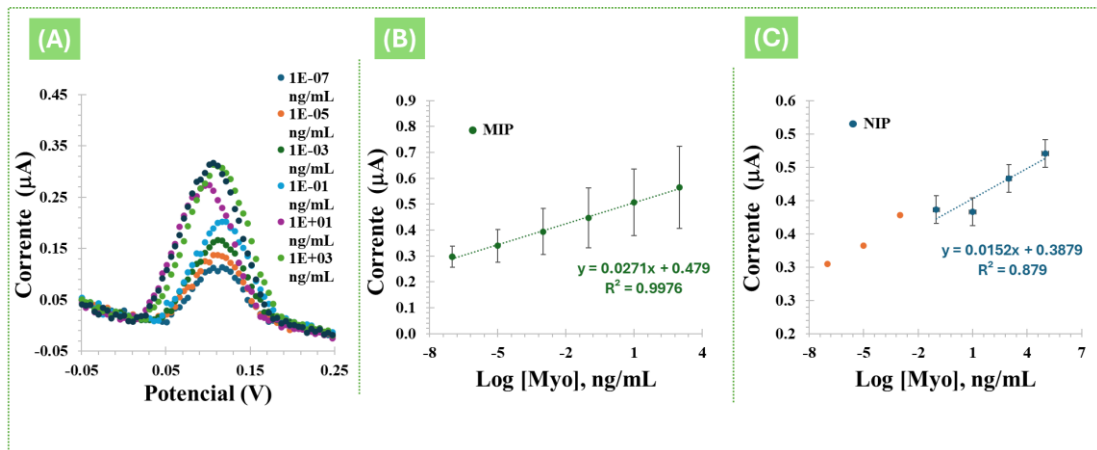 (A)
(B)
(C)
0.45
0.35
0.25
0.15
0.05
-0.05
-0.05
0.05
0.15
0.25
Corrente (µA)
Potencial (V)
1E-07
ng/mL
1E-05
ng/mL
1E-03
ng/mL
1E-01
ng/mL
1E+01
ng/mL
1E+03
ng/mL
0.9
0.8
0.7
0.6
0.5
0.4
0.3
0.2
0.1
0.0
-8
-5
-2
1
4
Corrente (µA)
Log [Myo], ng/mL
MIP
y = 0.0271x + 0.479
R² = 0.9976
0.6
0.5
0.5
0.4
0.4
0.3
0.3
0.2
-8
-5
-2
1
4
7
Corrente (µA)
Log [Myo], ng/mL
NIP
y = 0.0152x + 0.3879
R² = 0.879